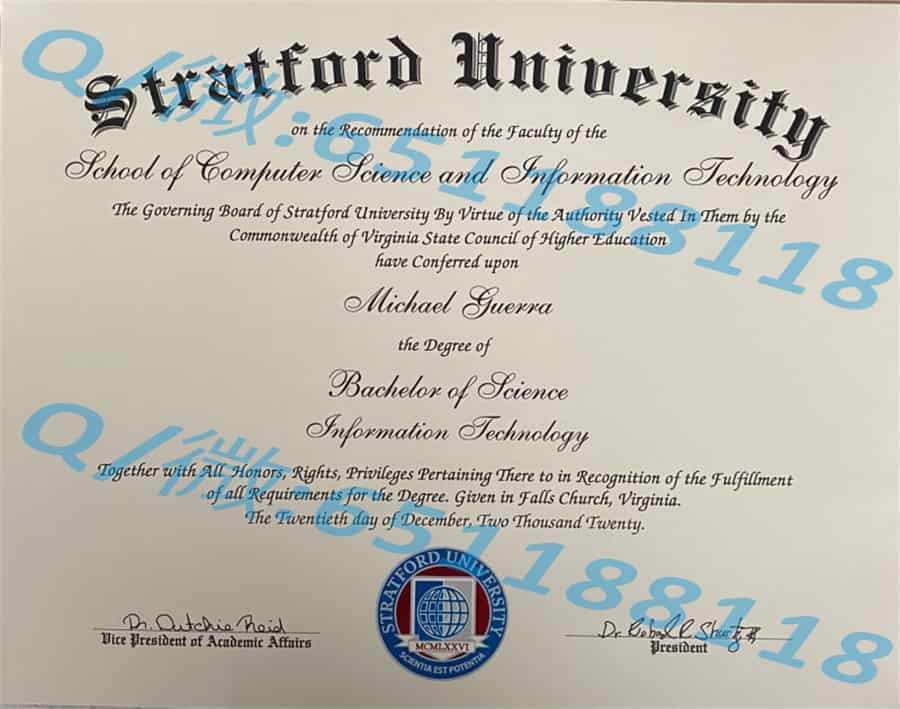 Stratford University
on the Recommendation of the Faculty of the
School of Computer Science and Information Technology
The Governing Board of Stratford University By Virtue of the Authority Vested In Them by the
Commonwealth of Virginia State Council of Higher Education
have Conferred upon
Michael Guerra
the Degree of
Bachelor of Science
Information Technology
Together with All Honors, Rights, Privileges Pertaining There to in Recognition of the Fulfillment
of all Requirements for the Degree. Given in Falls Church, Virginia.
The Twentieth day of December, Two Thousand Twenty.
STRATFORD UNIVERSITY
MCMLXXVI
SCIENTIA EST POTENTIA
Vice President of Academic Affairs
President
Q/微:651188118
Q/微:651188118